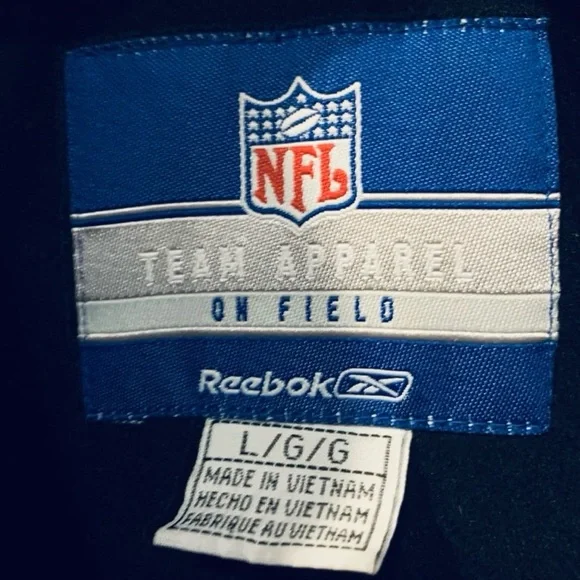 NFL
TEAM APPAREL
ON FIELD
Reebok
L/G/G
MADE IN VIETNAM
HECHO EN VIETNAM
FABRIQUE AU VIETNAM